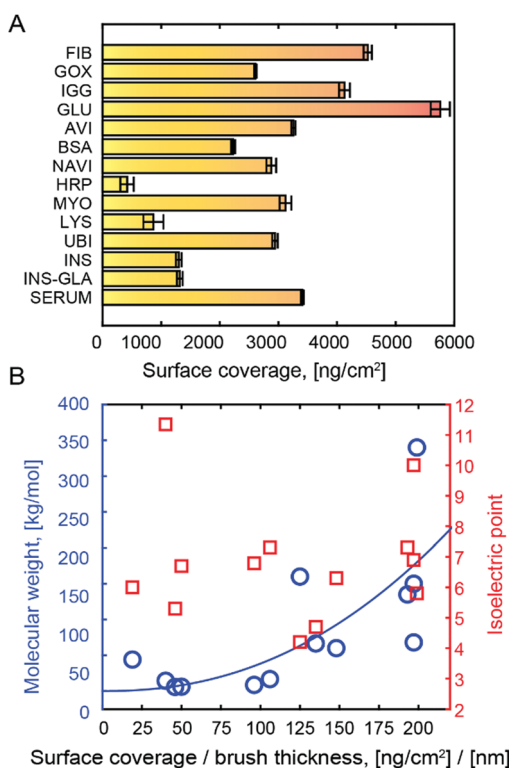 A
FIB
GOX
IGG
GLU
AVI
BSA
NAVI
HRP
MYO
LYS
UBI
INS
INS-GLA
SERUM
0 1000 2000 3000 4000 5000 6000
Surface coverage, [ng/cm²]
B
400
350
300
250
200
150
100
50
0
Molecular weight, [kg/mol]
12
11
10
9
8
7
6
5
4
3
2
Isoelectric point
0 25 50 75 100 125 150 175 200
Surface coverage / brush thickness, [ng/cm²] / [nm]